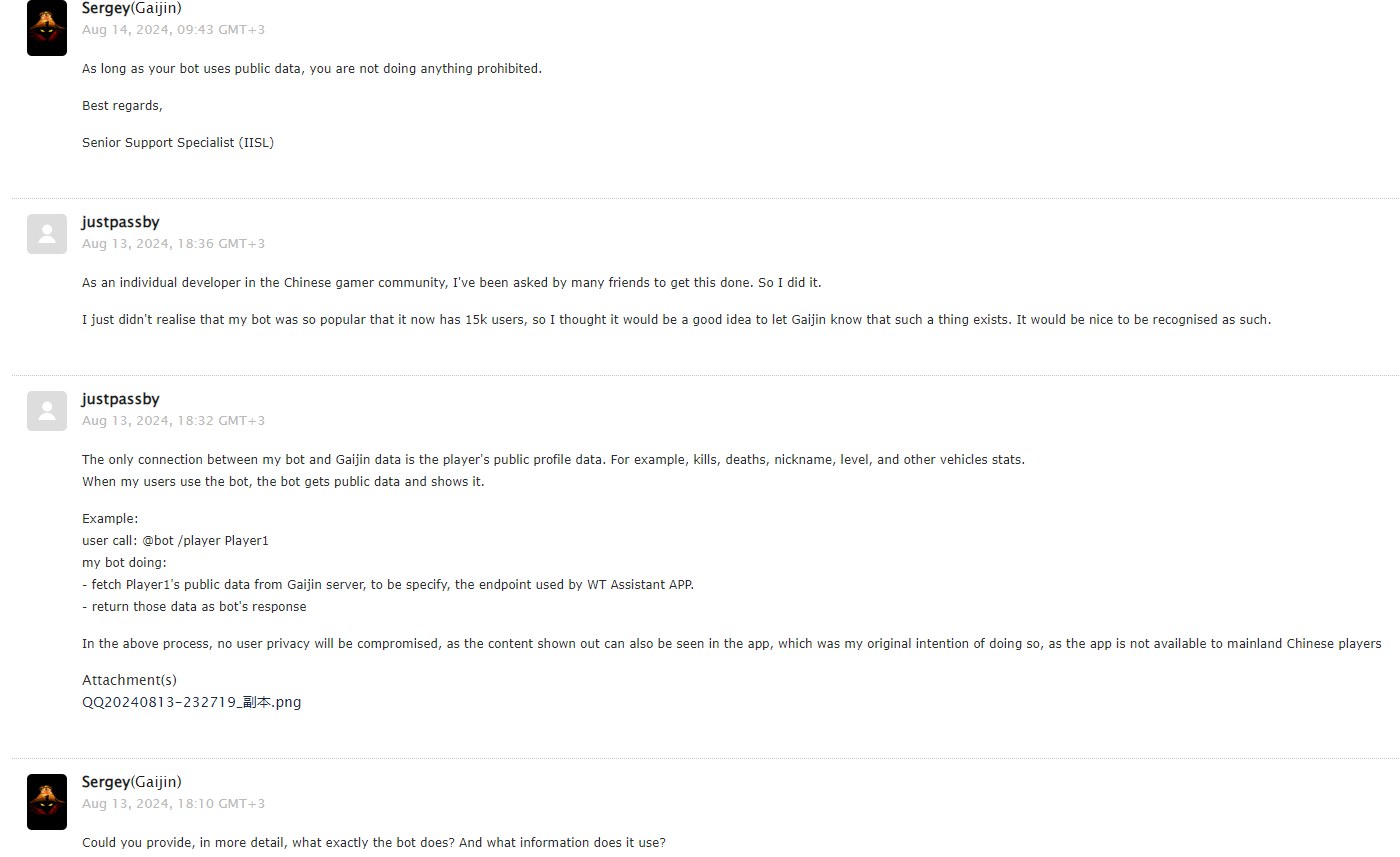 Sergey(Gaijin)
Aug 14, 2024, 09:43 GMT+3
As long as your bot uses public data, you are not doing anything prohibited.
Best regards,
Senior Support Specialist (IISL)
justpassby
Aug 13, 2024, 18:36 GMT+3
As an individual developer in the Chinese gamer community, I've been asked by many friends to get this done. So I did it.
I just didn't realise that my bot was so popular that it now has 15k users, so I thought it would be a good idea to let Gaijin know that such a thing exists. It would be nice to be recognised as such.
justpassby
Aug 13, 2024, 18:32 GMT+3
The only connection between my bot and Gaijin data is the player's public profile data. For example, kills, deaths, nickname, level, and other vehicles stats.
When my users use the bot, the bot gets public data and shows it.
Example:
user call: @bot /player Player1
my bot doing:
- fetch Player1's public data from Gaijin server, to be specify, the endpoint used by WT Assistant APP.
- return those data as bot's response
In the above process, no user privacy will be compromised, as the content shown out can also be seen in the app, which was my original intention of doing so, as the app is not available to mainland Chinese players
Attachment(s)
QQ20240813-232719_副本.png
Sergey(Gaijin)
Aug 13, 2024, 18:10 GMT+3
Could you provide, in more detail, what exactly the bot does? And what information does it use?